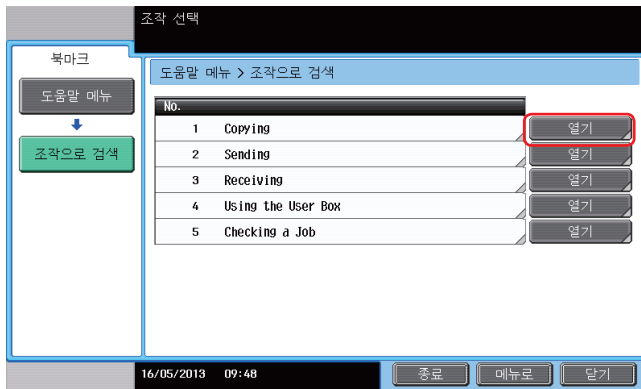 조작 선택
북마크
도움말 메뉴
조작으로 검색
도움말 메뉴 > 조작으로 검색
No.
1 Copying 열기
2 Sending 열기
3 Receiving 열기
4 Using the User Box 열기
5 Checking a Job 열기
16/05/2013 09:48 종료 메뉴로 닫기